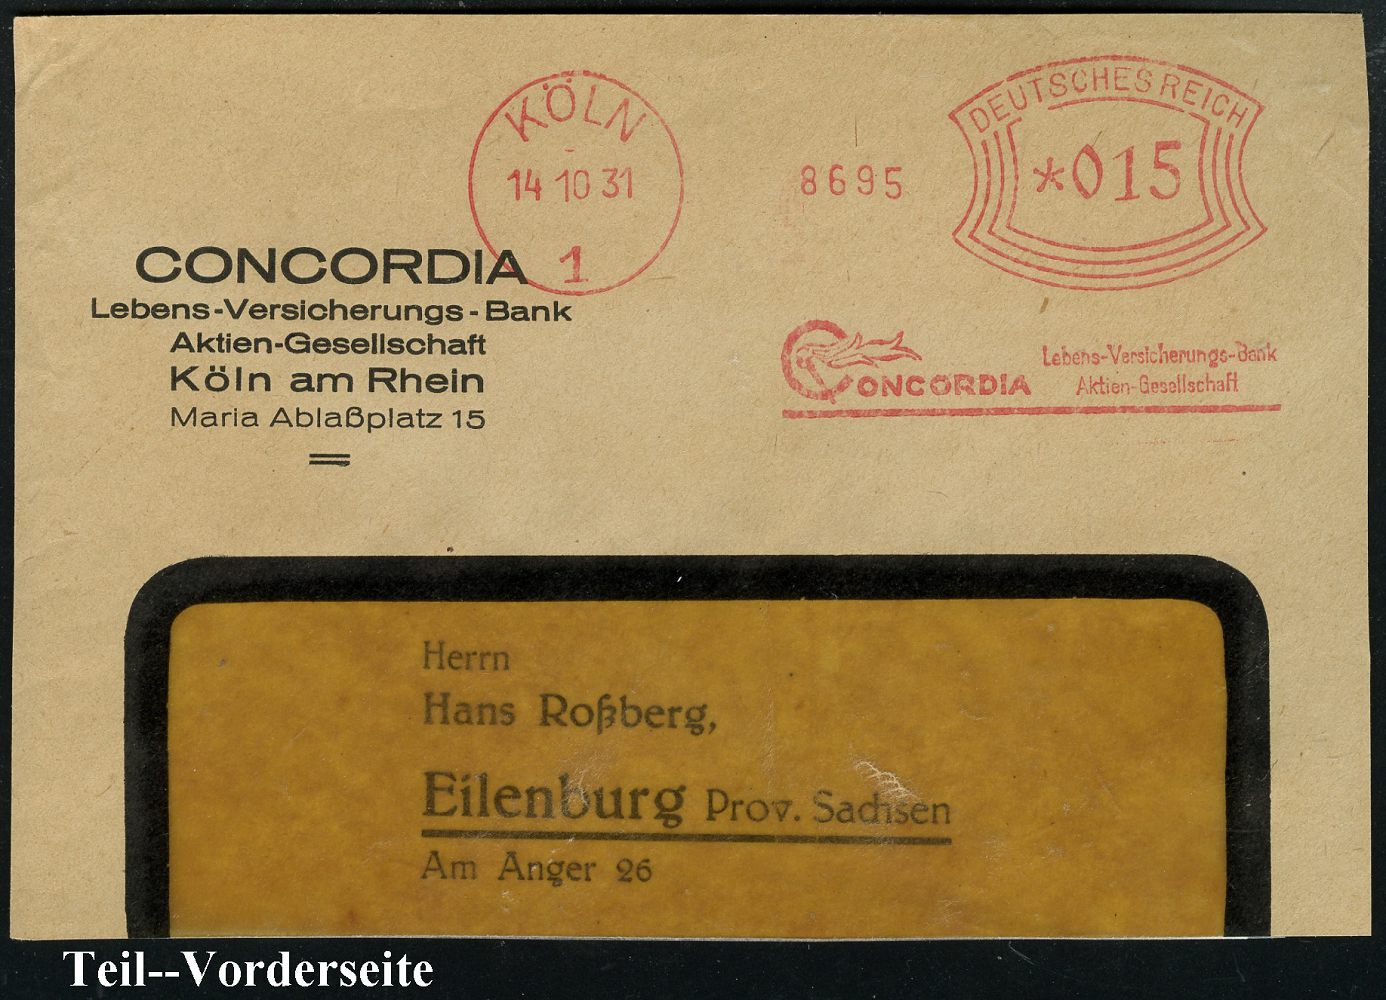 KÖLN
14 10 31
1
8695
DEUTSCHES REICH
*015
CONCORDIA
Lebens-Versicherungs-Bank
Aktien-Gesellschaft
Köln am Rhein
Maria Ablaßplatz 15
CONCORDIA
Lebens-Versicherungs-Bank
Aktien-Gesellschaft
Herrn
Hans Roßberg,
Eilenburg Prov. Sachsen
Am Anger 26
Teil--Vorderseite